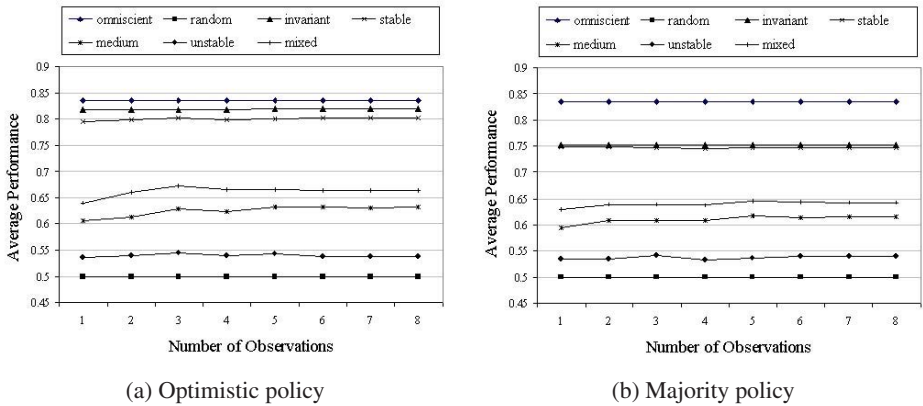 omniscient random invariant stable
medium unstable mixed
0.9
0.85
0.8
0.75
0.7
0.65
0.6
0.55
0.5
0.45
Average Performance
1 2 3 4 5 6 7 8
Number of Observations
(a) Optimistic policy
omniscient random invariant stable
medium unstable mixed
0.9
0.85
0.8
0.75
0.7
0.65
0.6
0.55
0.5
0.45
Average Performance
1 2 3 4 5 6 7 8
Number of Observations
(b) Majority policy